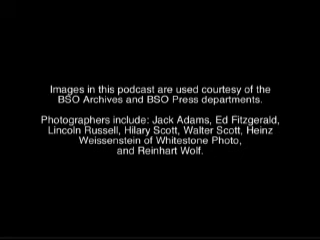 Images in this podcast are used courtesy of the
BSO Archives and BSO Press departments.
Photographers include: Jack Adams, Ed Fitzgerald,
Lincoln Russell, Hilary Scott, Walter Scott, Heinz
Weissenstein of Whitestone Photo,
and Reinhart Wolf.